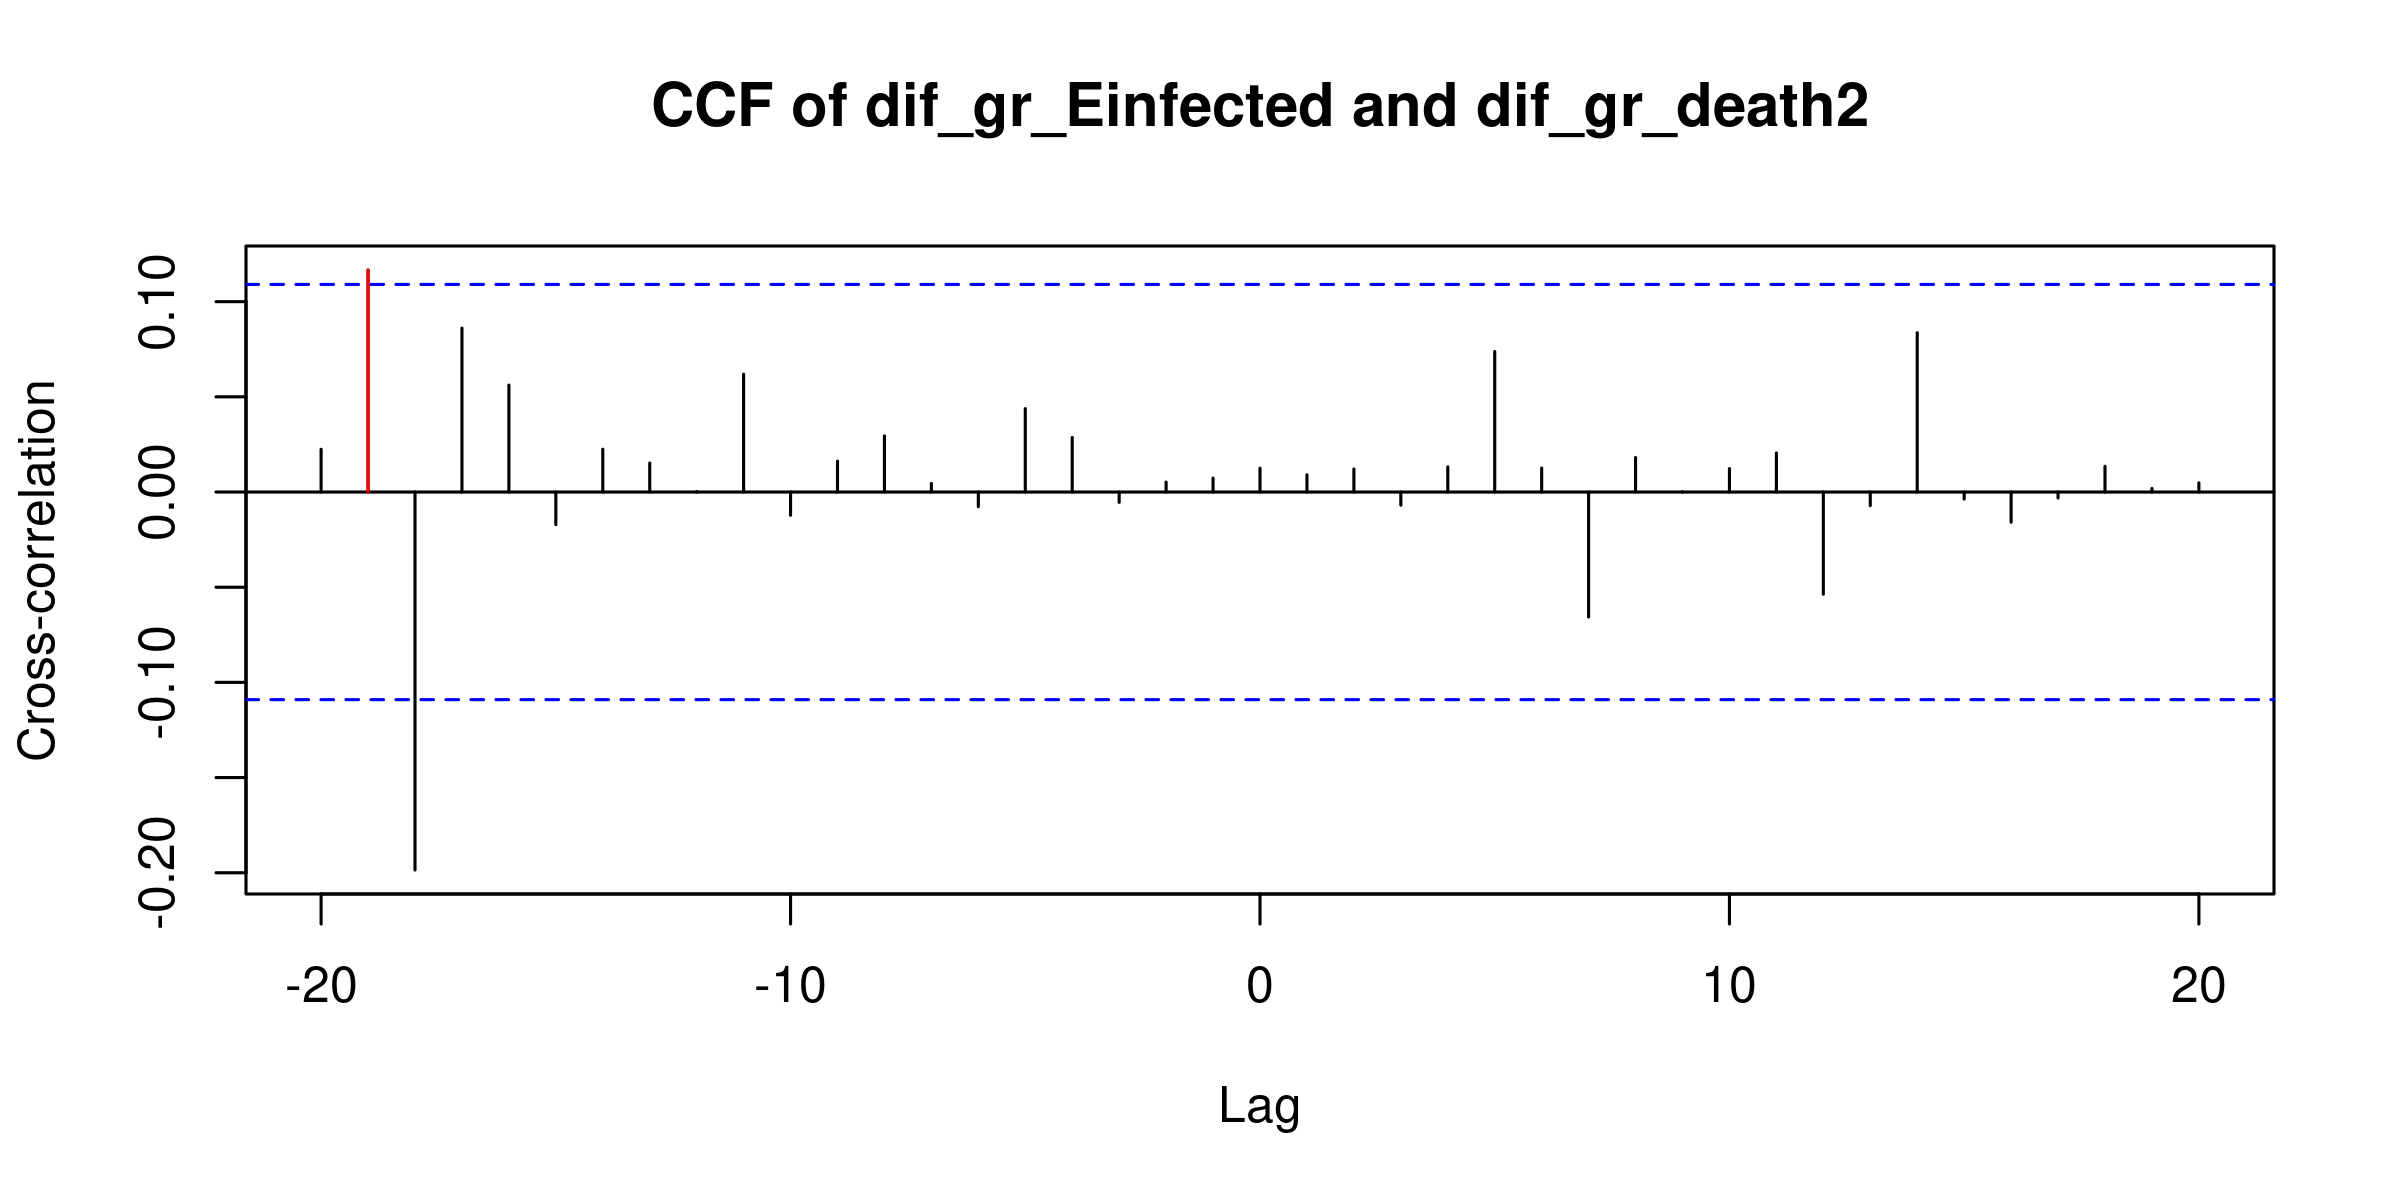 CCF of dif_gr_Einfected and dif_gr_death2
Cross-correlation
0.10
0.00
-0.10
-0.20
-20 -10 0 10 20
Lag